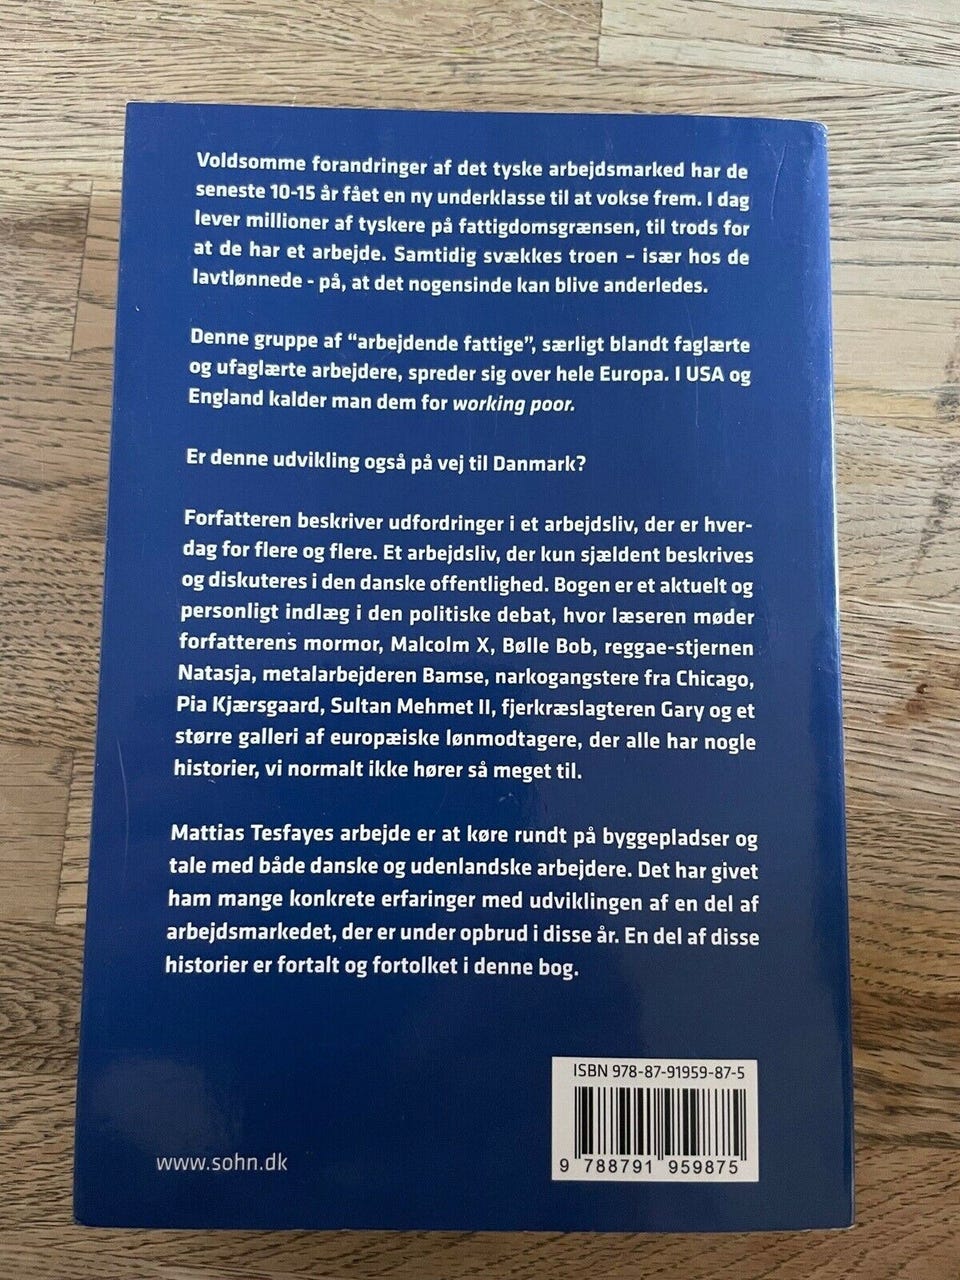 Voldsomme forandringer af det tyske arbejdsmarked har de
seneste 10-15 år fået en ny underklasse til at vokse frem. I dag
lever millioner af tyskere på fattigdomsgrænsen, til trods for
at de har et arbejde. Samtidig svækkes troen – især hos de
lavtlønnede - på, at det nogensinde kan blive anderledes.
Denne gruppe af “arbejdende fattige”, særligt blandt faglærte
og ufaglærte arbejdere, spreder sig over hele Europa. I USA og
England kalder man dem for working poor.
Er denne udvikling også på vej til Danmark?
Forfatteren beskriver udfordringer i et arbejdsliv, der er hver-
dag for flere og flere. Et arbejdsliv, der kun sjældent beskrives
og diskuteres i den danske offentlighed. Bogen er et aktuelt og
personligt indlæg i den politiske debat, hvor læseren møder
forfatterens mormor, Malcolm X, Bølle Bob, reggae-stjernen
Natasja, metalarbejderen Bamse, narkogangstere fra Chicago,
Pia Kjærsgaard, Sultan Mehmet II, fjerkræslagteren Gary og et
større galleri af europæiske lønmodtagere, der alle har nogle
historier, vi normalt ikke hører så meget til.
Mattias Tesfayes arbejde er at køre rundt på byggepladser og
tale med både danske og udenlandske arbejdere. Det har givet
ham mange konkrete erfaringer med udviklingen af en del af
arbejdsmarkedet, der er under opbrud i disse år. En del af disse
historier er fortalt og fortolket i denne bog.
ISBN 978-87-91959-87-5
9 788791 959875
www.sohn.dk